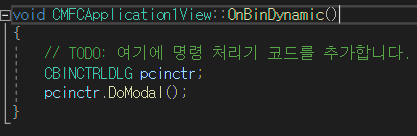 void CMFCApplication1View::OnBinDynamic()
{
// TODO: 여기에 명령 처리기 코드를 추가합니다.
CBINCTRLDLG pcinctr;
pcinctr.DoModal();
}